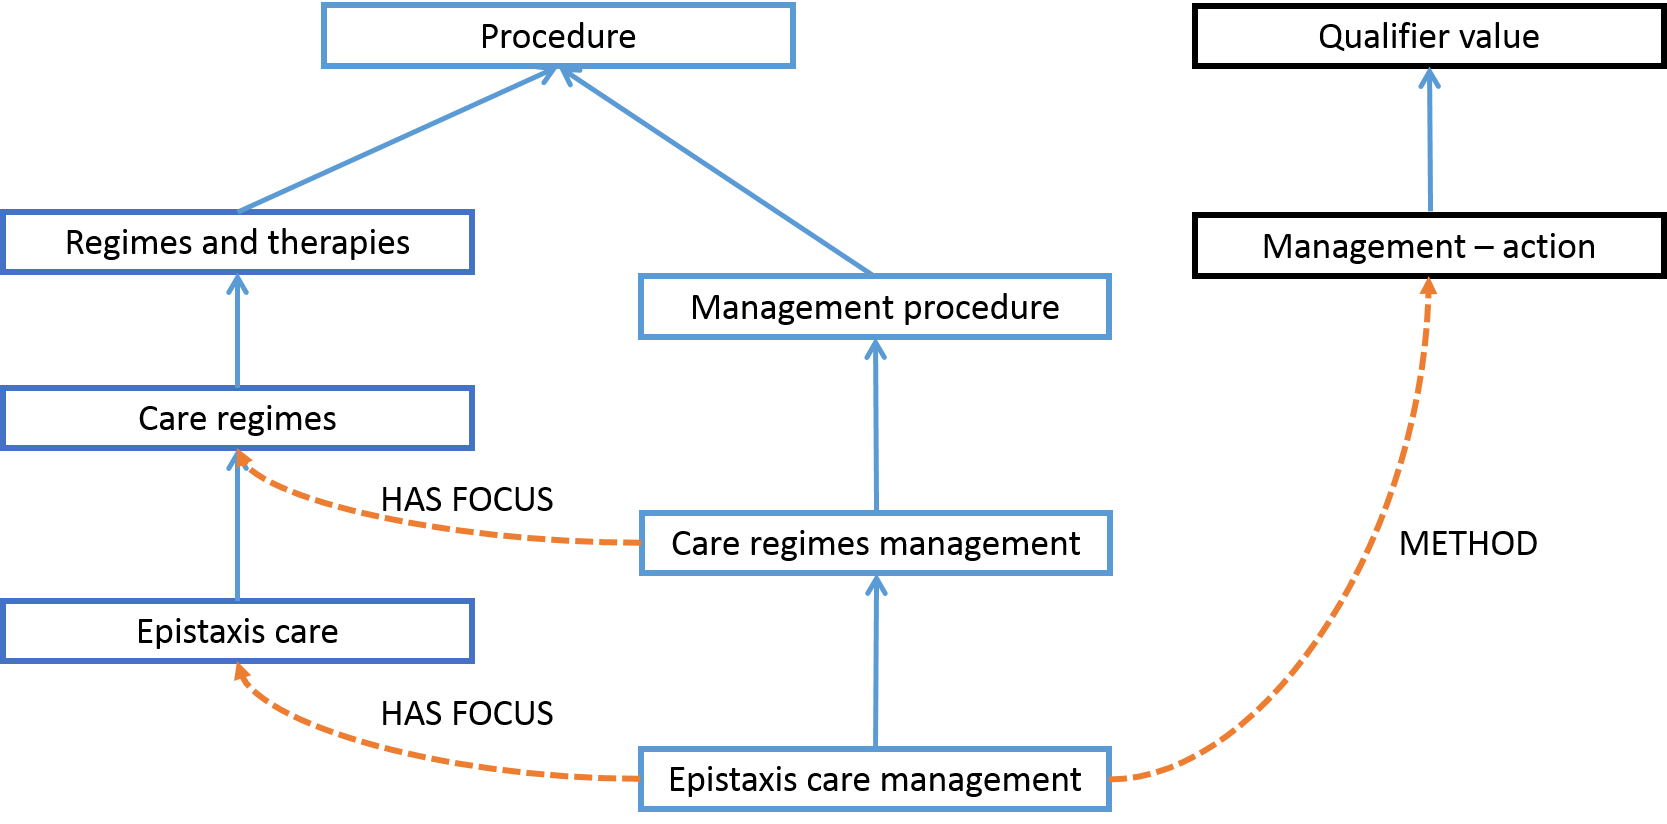 Procedure
Qualifier value
Regimes and therapies
Management – action
Management procedure
Care regimes
HAS FOCUS
Care regimes management
METHOD
Epistaxis care
HAS FOCUS
Epistaxis care management